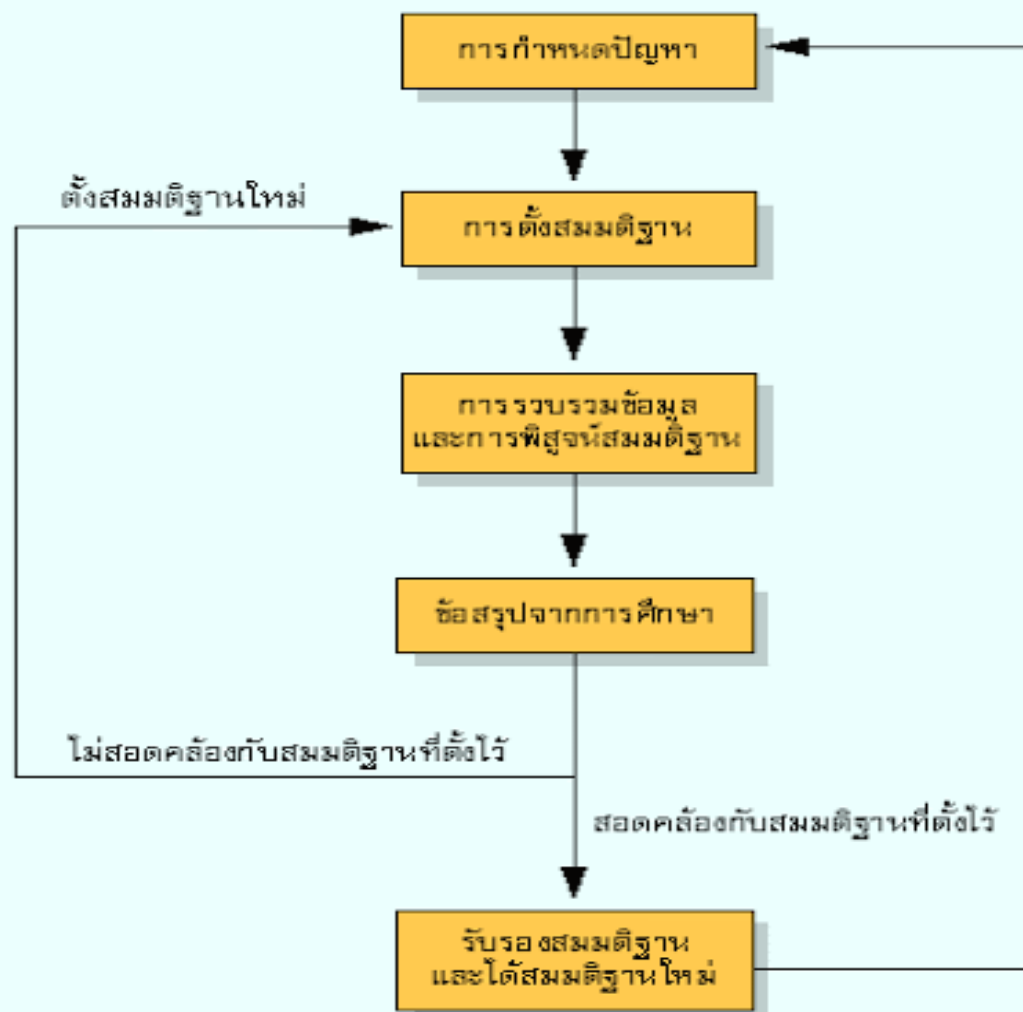 การกำหนดปัญหา
ตั้งสมมติฐานใหม่
การตั้งสมมติฐาน
การรวบรวมข้อมูล
และการพิสูจน์สมมติฐาน
ข้อสรุปจากการศึกษา
ไม่สอดคล้องกับสมมติฐานที่ตั้งไว้
สอดคล้องกับสมมติฐานที่ตั้งไว้
รับรองสมมติฐาน
และได้สมมติฐานใหม่